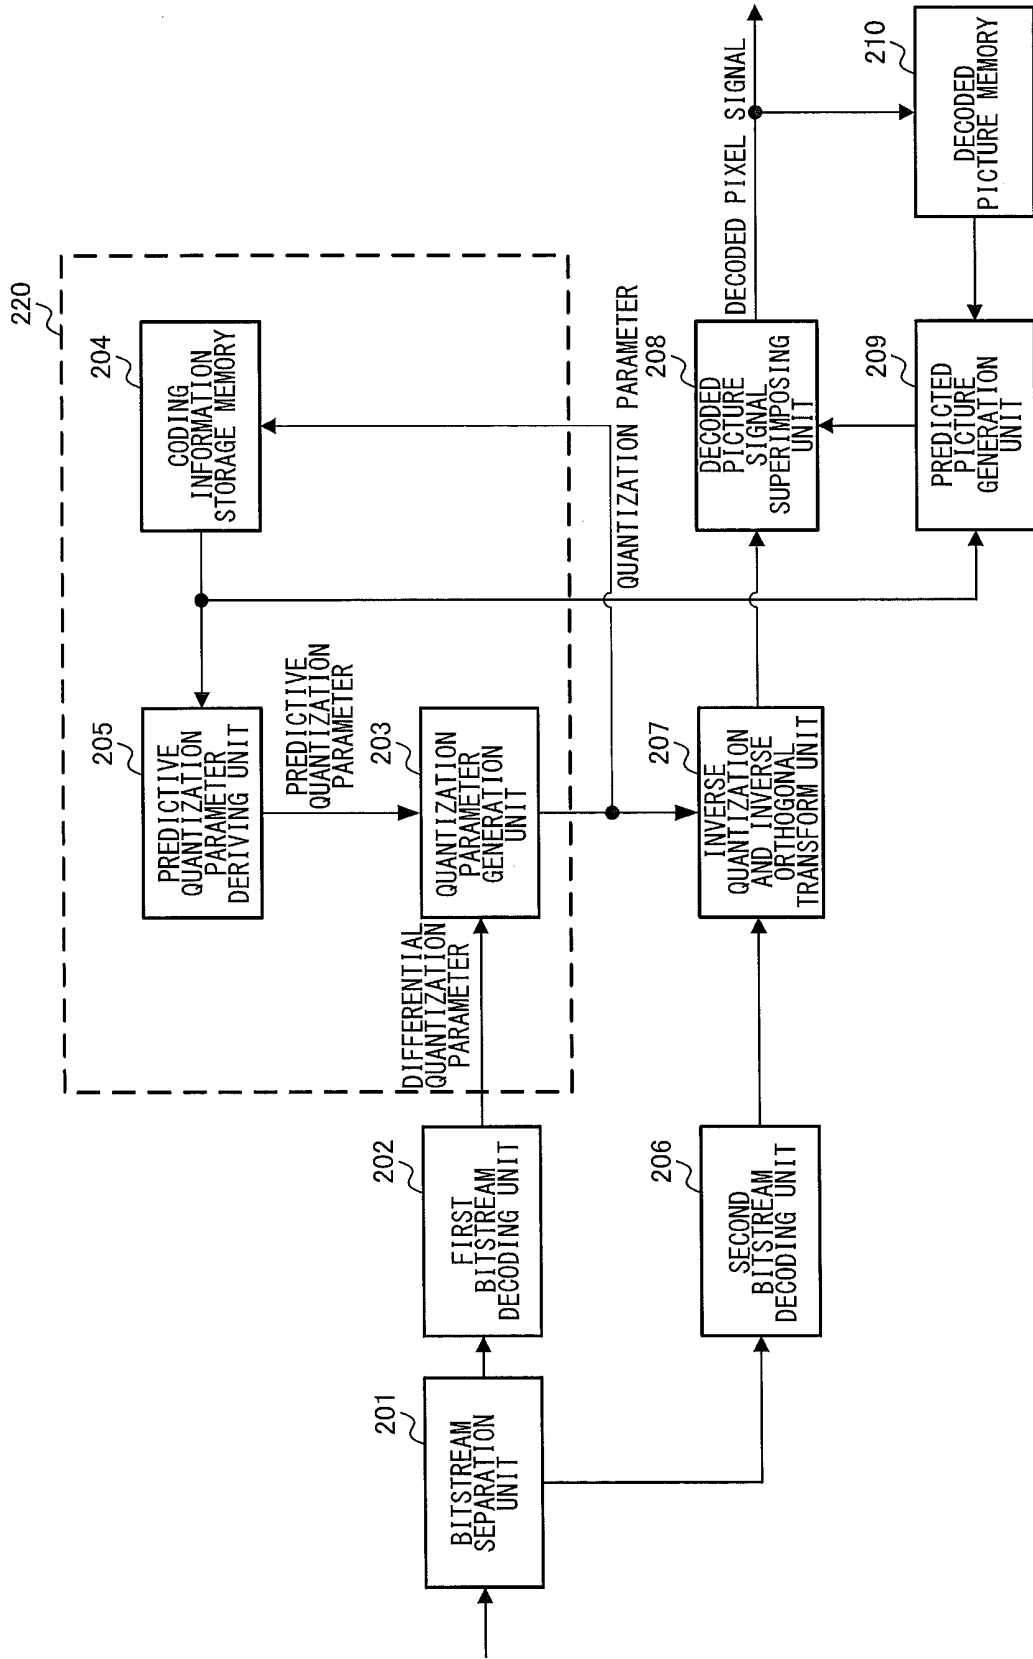 220
204
CODING
INFORMATION
STORAGE MEMORY
205
PREDICTIVE
QUANTIZATION
PARAMETER
DERIVING UNIT
PREDICTIVE
QUANTIZATION
PARAMETER
203
QUANTIZATION
PARAMETER
GENERATION
UNIT
DIFFERENTIAL
QUANTIZATION
PARAMETER
202
FIRST
BITSTREAM
DECODING UNIT
201
BITSTREAM
SEPARATION
UNIT
QUANTIZATION PARAMETER
206
SECOND
BITSTREAM
DECODING UNIT
207
INVERSE
QUANTIZATION
AND INVERSE
ORTHOGONAL
TRANSFORM UNIT
208
DECODED
PICTURE
SIGNAL
SUPERIMPOSING
UNIT
DECODED PIXEL SIGNAL
209
PREDICTED
PICTURE
GENERATION
UNIT
210
DECODED
PICTURE MEMORY